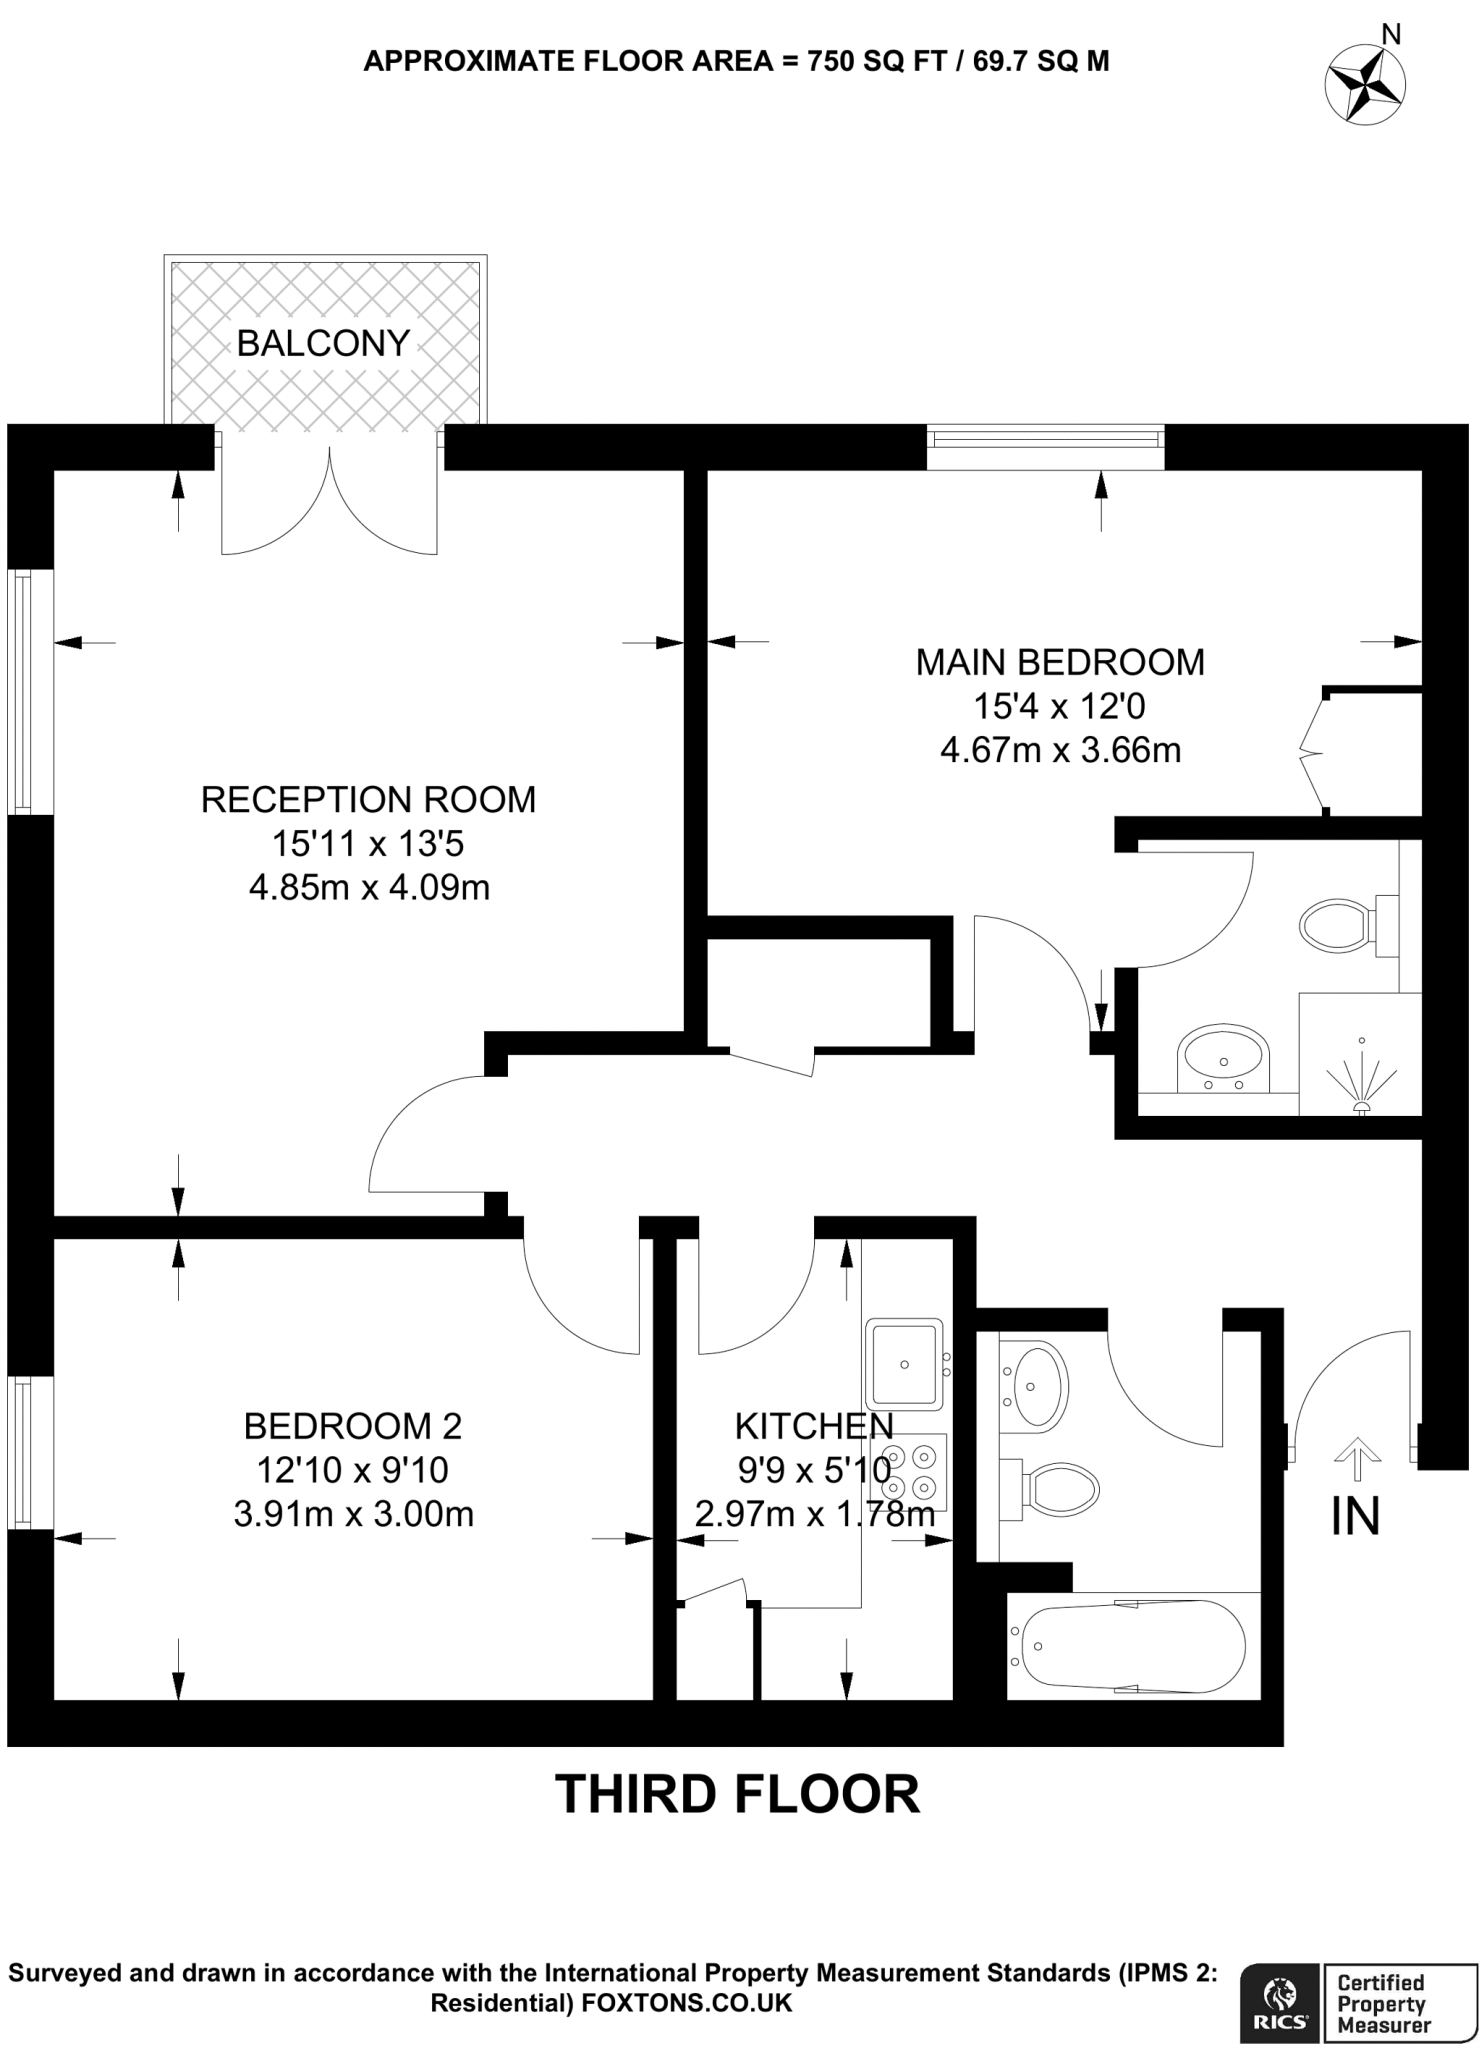 N
APPROXIMATE FLOOR AREA = 750 SQ FT / 69.7 SQ M
BALCONY
MAIN BEDROOM
15'4 x 12'0
4.67m x 3.66m
RECEPTION ROOM
15'11 x 13'5
4.85m x 4.09m
BEDROOM 2
12'10 x 9'10
3.91m x 3.00m
KITCHEN
9'9 x 5'10
2.97m x 1.78m
IN
THIRD FLOOR
Surveyed and drawn in accordance with the International Property Measurement Standards (IPMS 2:
Residential) FOXTONS.CO.UK
RICS
Certified
Property
Measurer